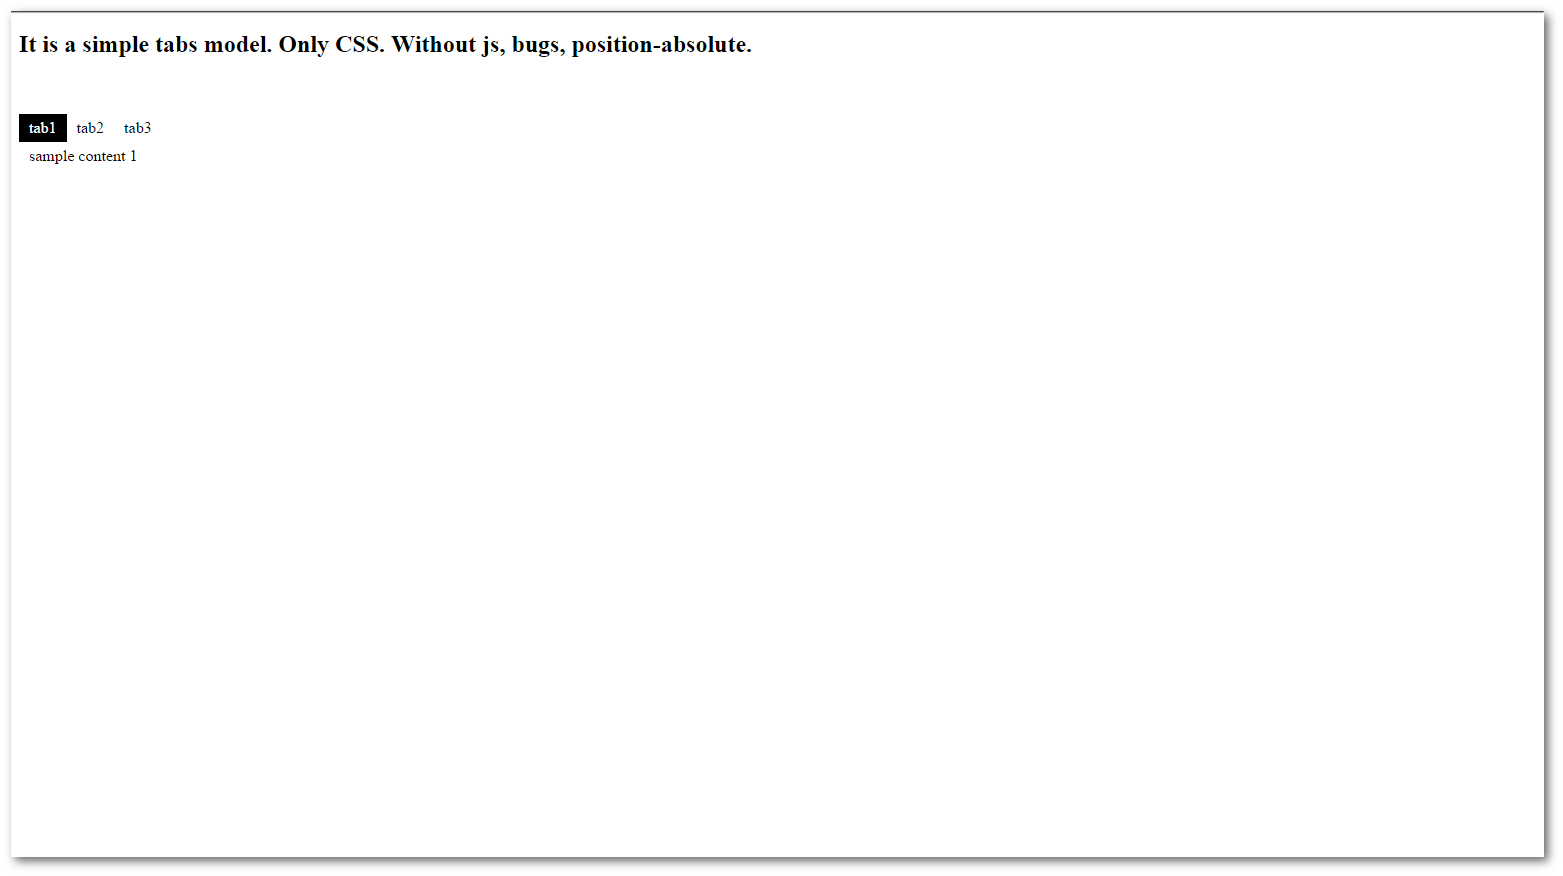 It is a simple tabs model. Only CSS. Without js, bugs, position-absolute.
tab1 tab2 tab3
sample content 1